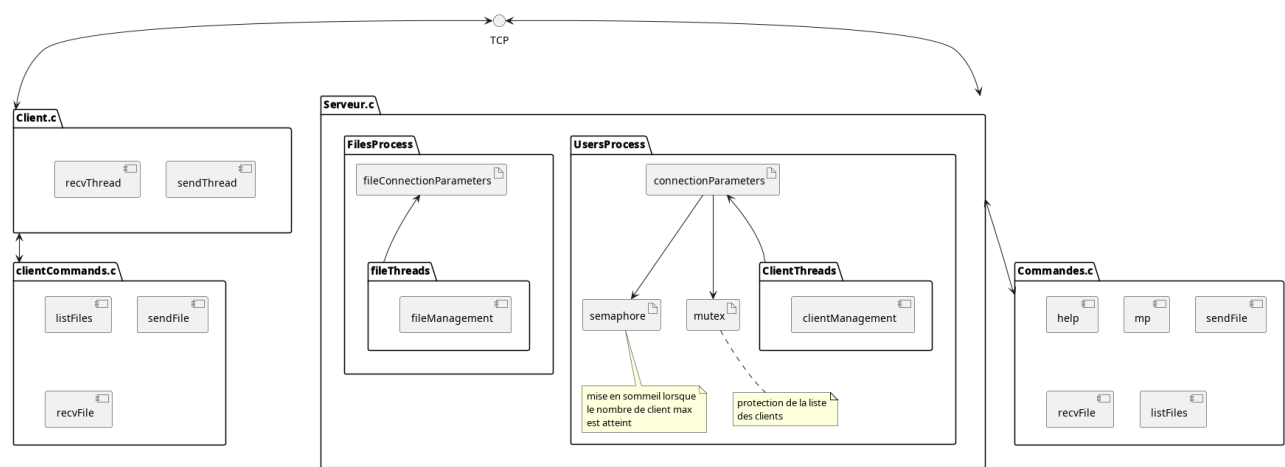 TCP
Client.c
recvThread
sendThread
clientCommands.c
listFiles
sendFile
recvFile
Serveur.c
FilesProcess
fileConnectionParameters
fileThreads
fileManagement
UsersProcess
connectionParameters
semaphore
mutex
ClientThreads
clientManagement
mise en sommeil lorsque
le nombre de client max
est atteint
protection de la liste
des clients
Commandes.c
help
mp
sendFile
recvFile
listFiles